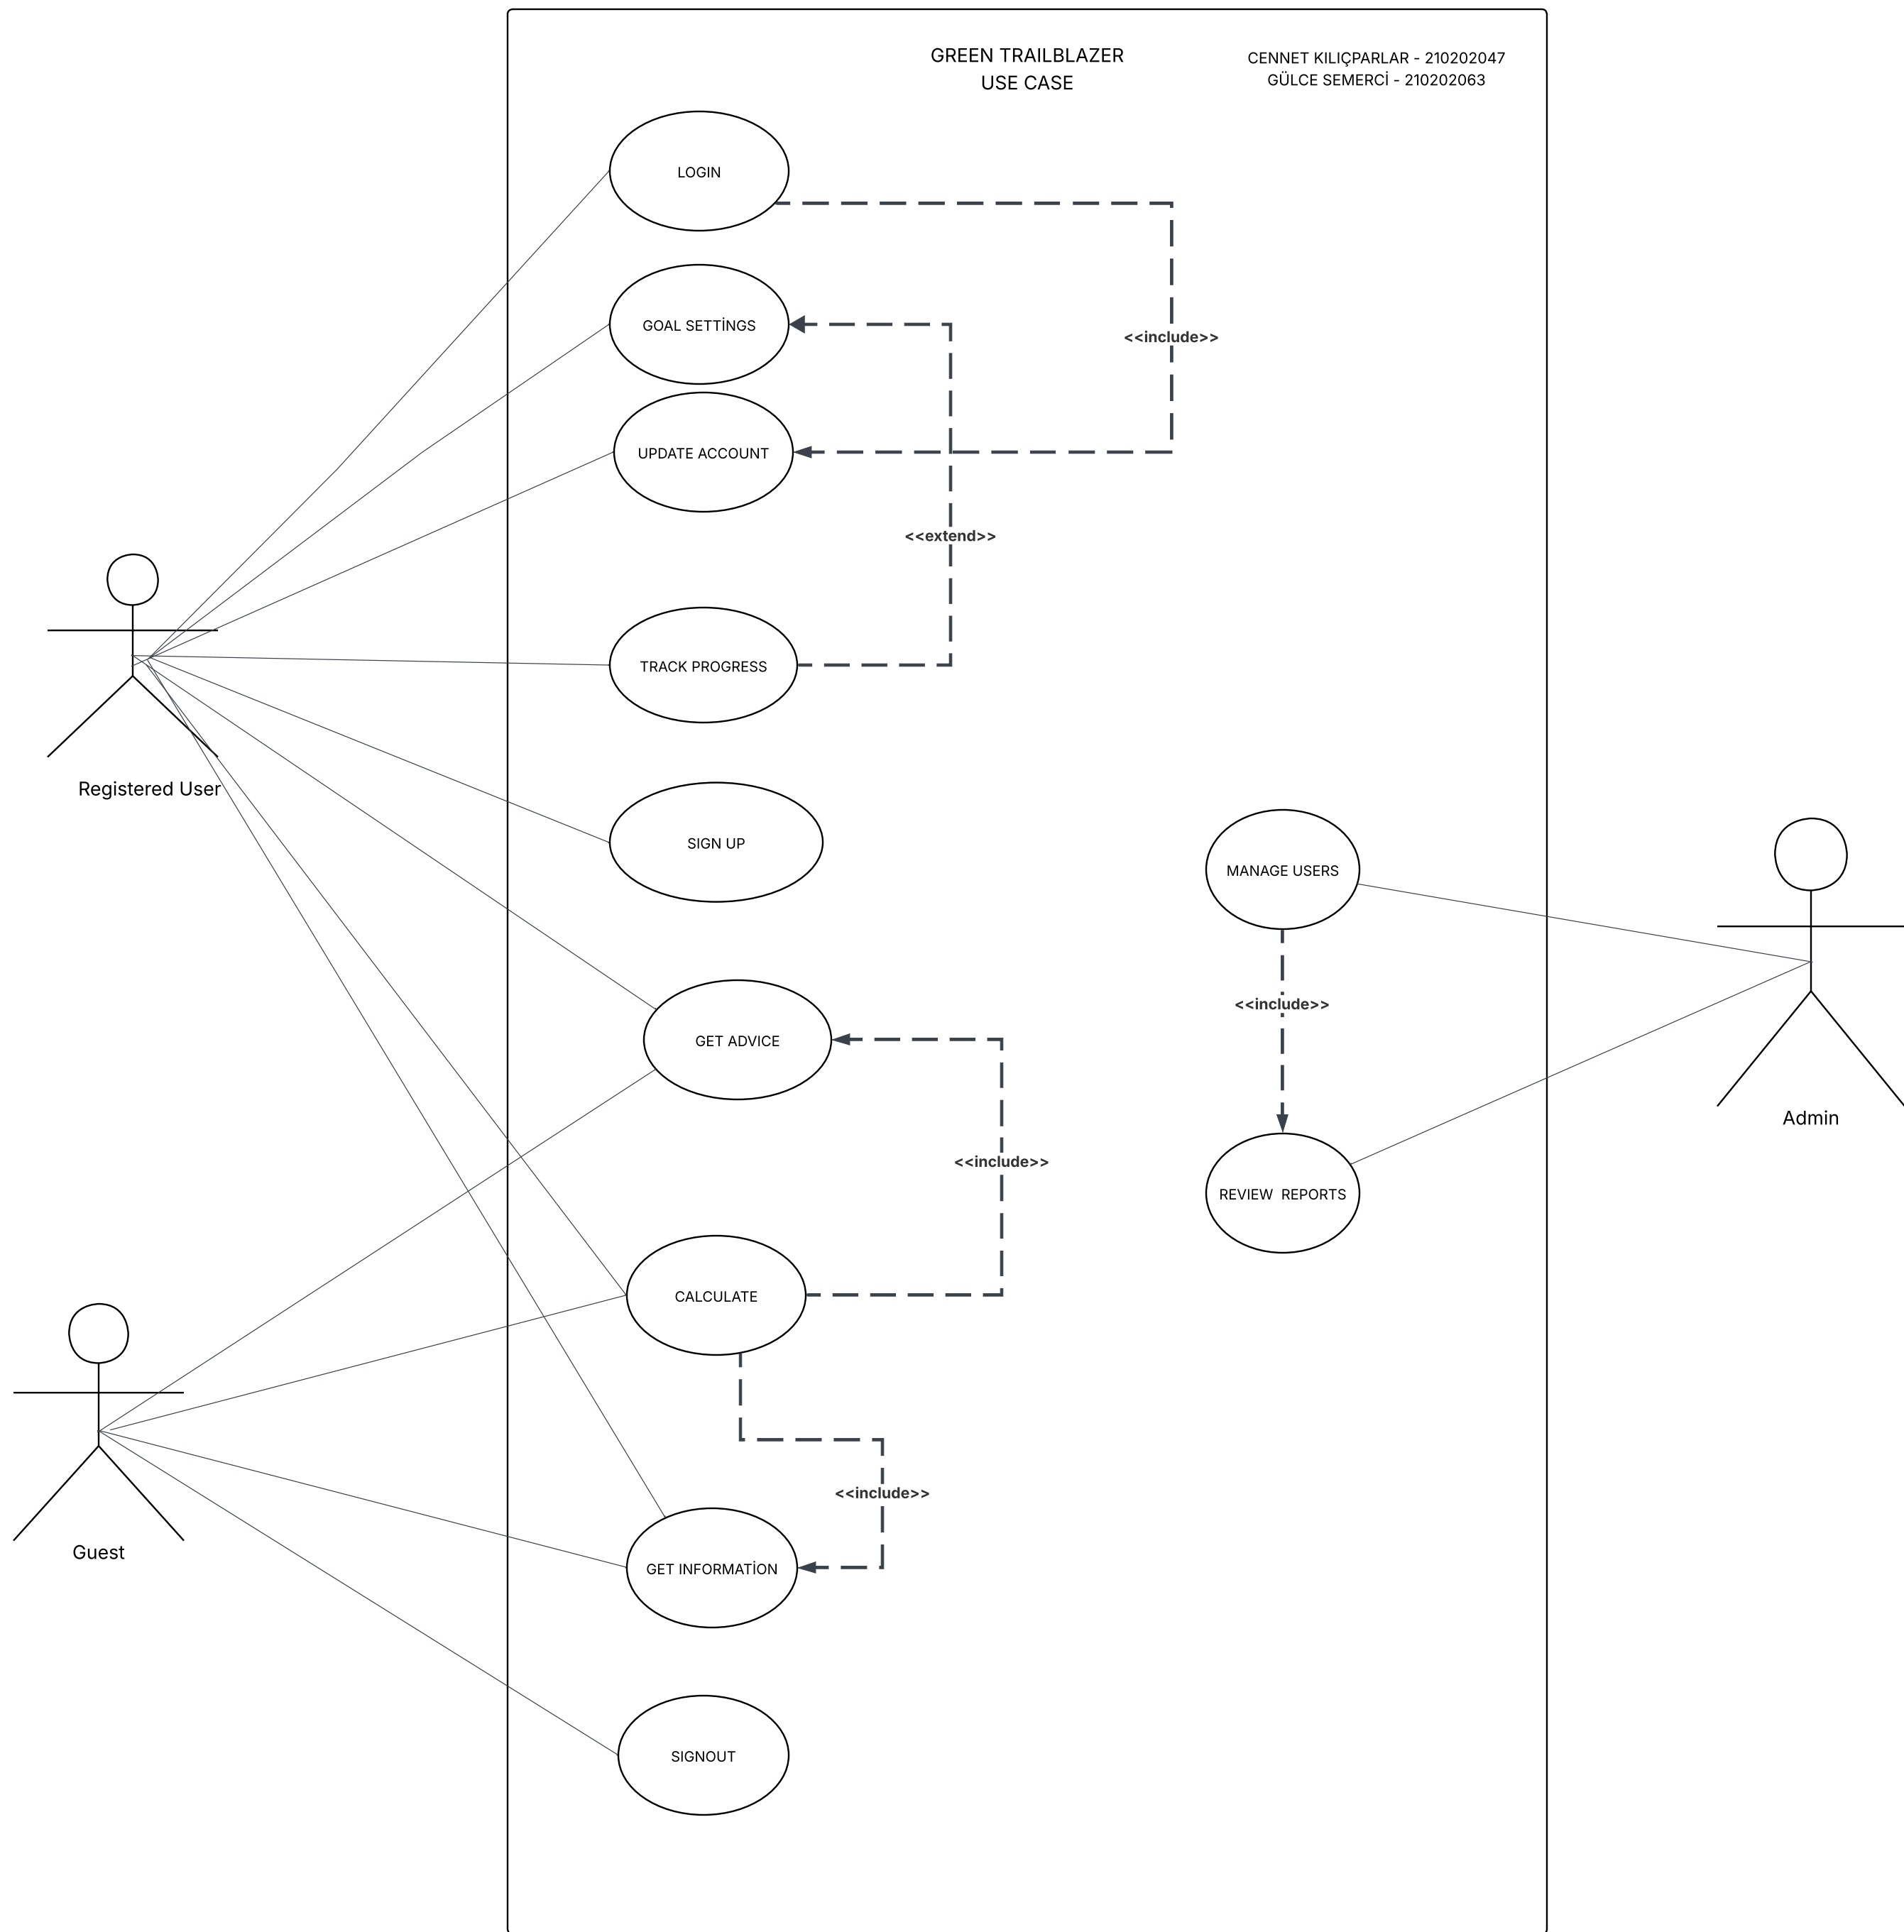 GREEN TRAILBLAZER
USE CASE
CENNET KILIÇPARLAR - 210202047
GÜLCE SEMERCİ - 210202063
LOGIN
GOAL SETTİNGS
<<include>>
UPDATE ACCOUNT
<<extend>>
TRACK PROGRESS
Registered User
SIGN UP
MANAGE USERS
<<include>>
GET ADVICE
Admin
<<include>>
REVIEW  REPORTS
CALCULATE
<<include>>
Guest
GET INFORMATİON
SIGNOUT